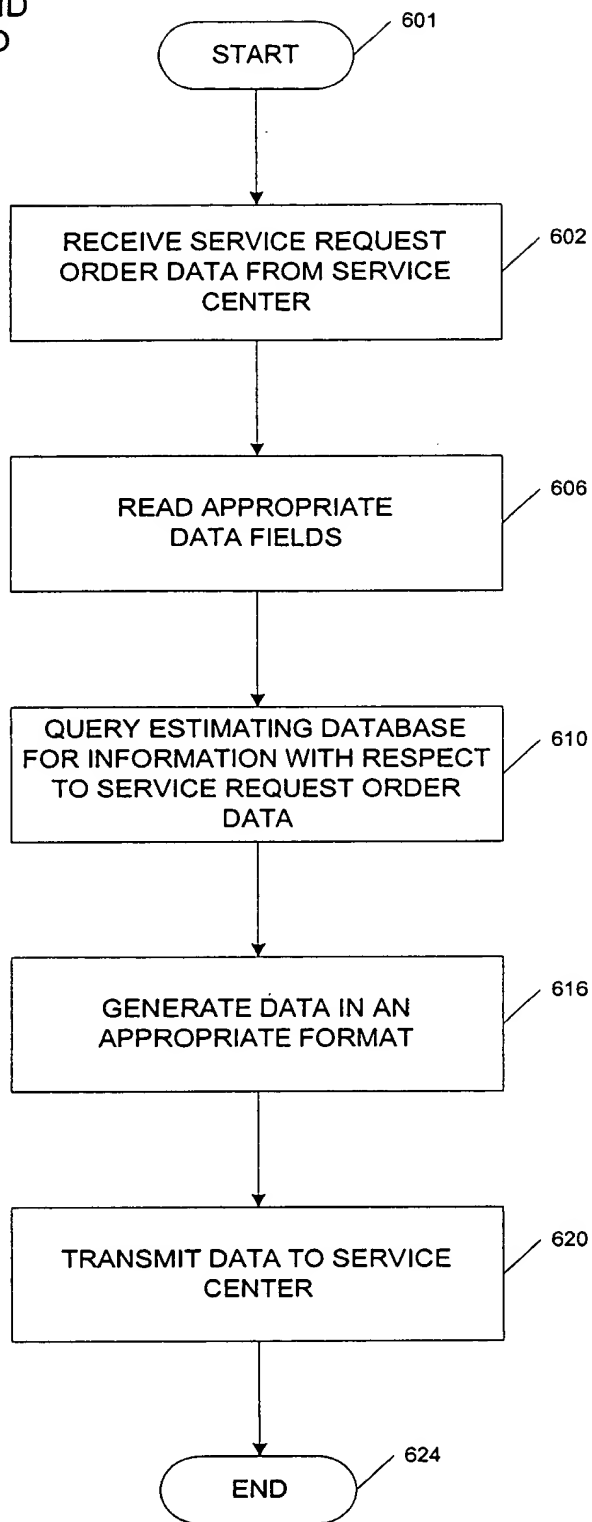 START
601
RECEIVE SERVICE REQUEST
ORDER DATA FROM SERVICE
CENTER
602
READ APPROPRIATE
DATA FIELDS
606
QUERY ESTIMATING DATABASE
FOR INFORMATION WITH RESPECT
TO SERVICE REQUEST ORDER
DATA
610
GENERATE DATA IN AN
APPROPRIATE FORMAT
616
TRANSMIT DATA TO SERVICE
CENTER
620
END
624